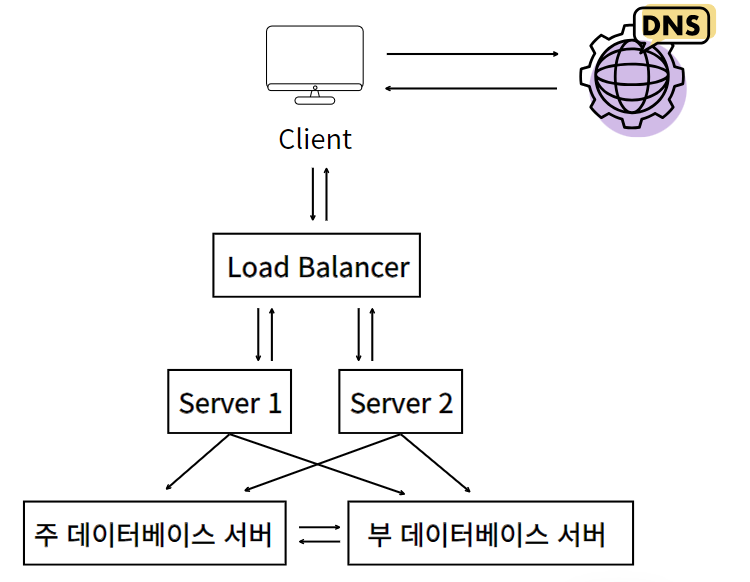 DNS
Client
Load Balancer
Server 1
Server 2
주 데이터베이스 서버
부 데이터베이스 서버